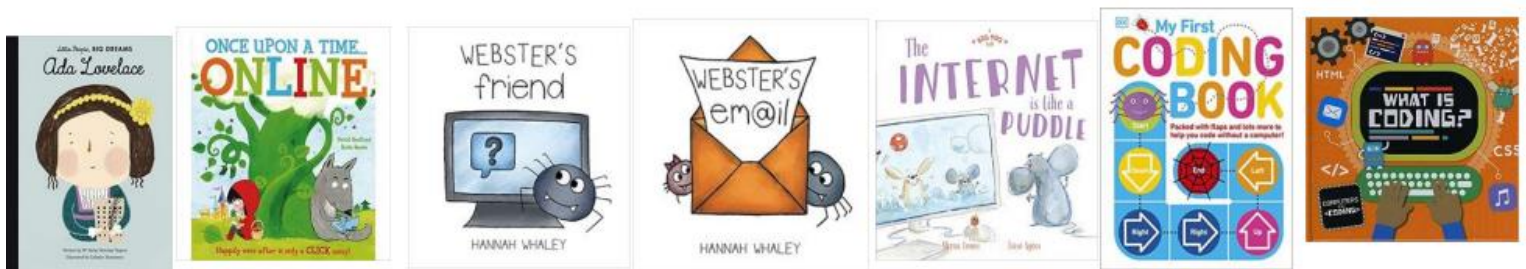 Little People, BIG DREAMS
Ada Lovelace
ONCE UPON A TIME...
ONLINE
Happily ever after is only a CLICK away!
WEBSTER'S
friend
?
HANNAH WHALEY
WEBSTER'S
em@il
HANNAH WHALEY
The
INTERNET
is like a
PUDDLE
DK
My First
CODING
BOOK
Packed with flaps and lots more to
help you code without a computer!
Start
Down
End
Left
Right
Right
Up
HTML
WHAT IS
CODING?
CSS
</>
COMPUTERS
<CODING>